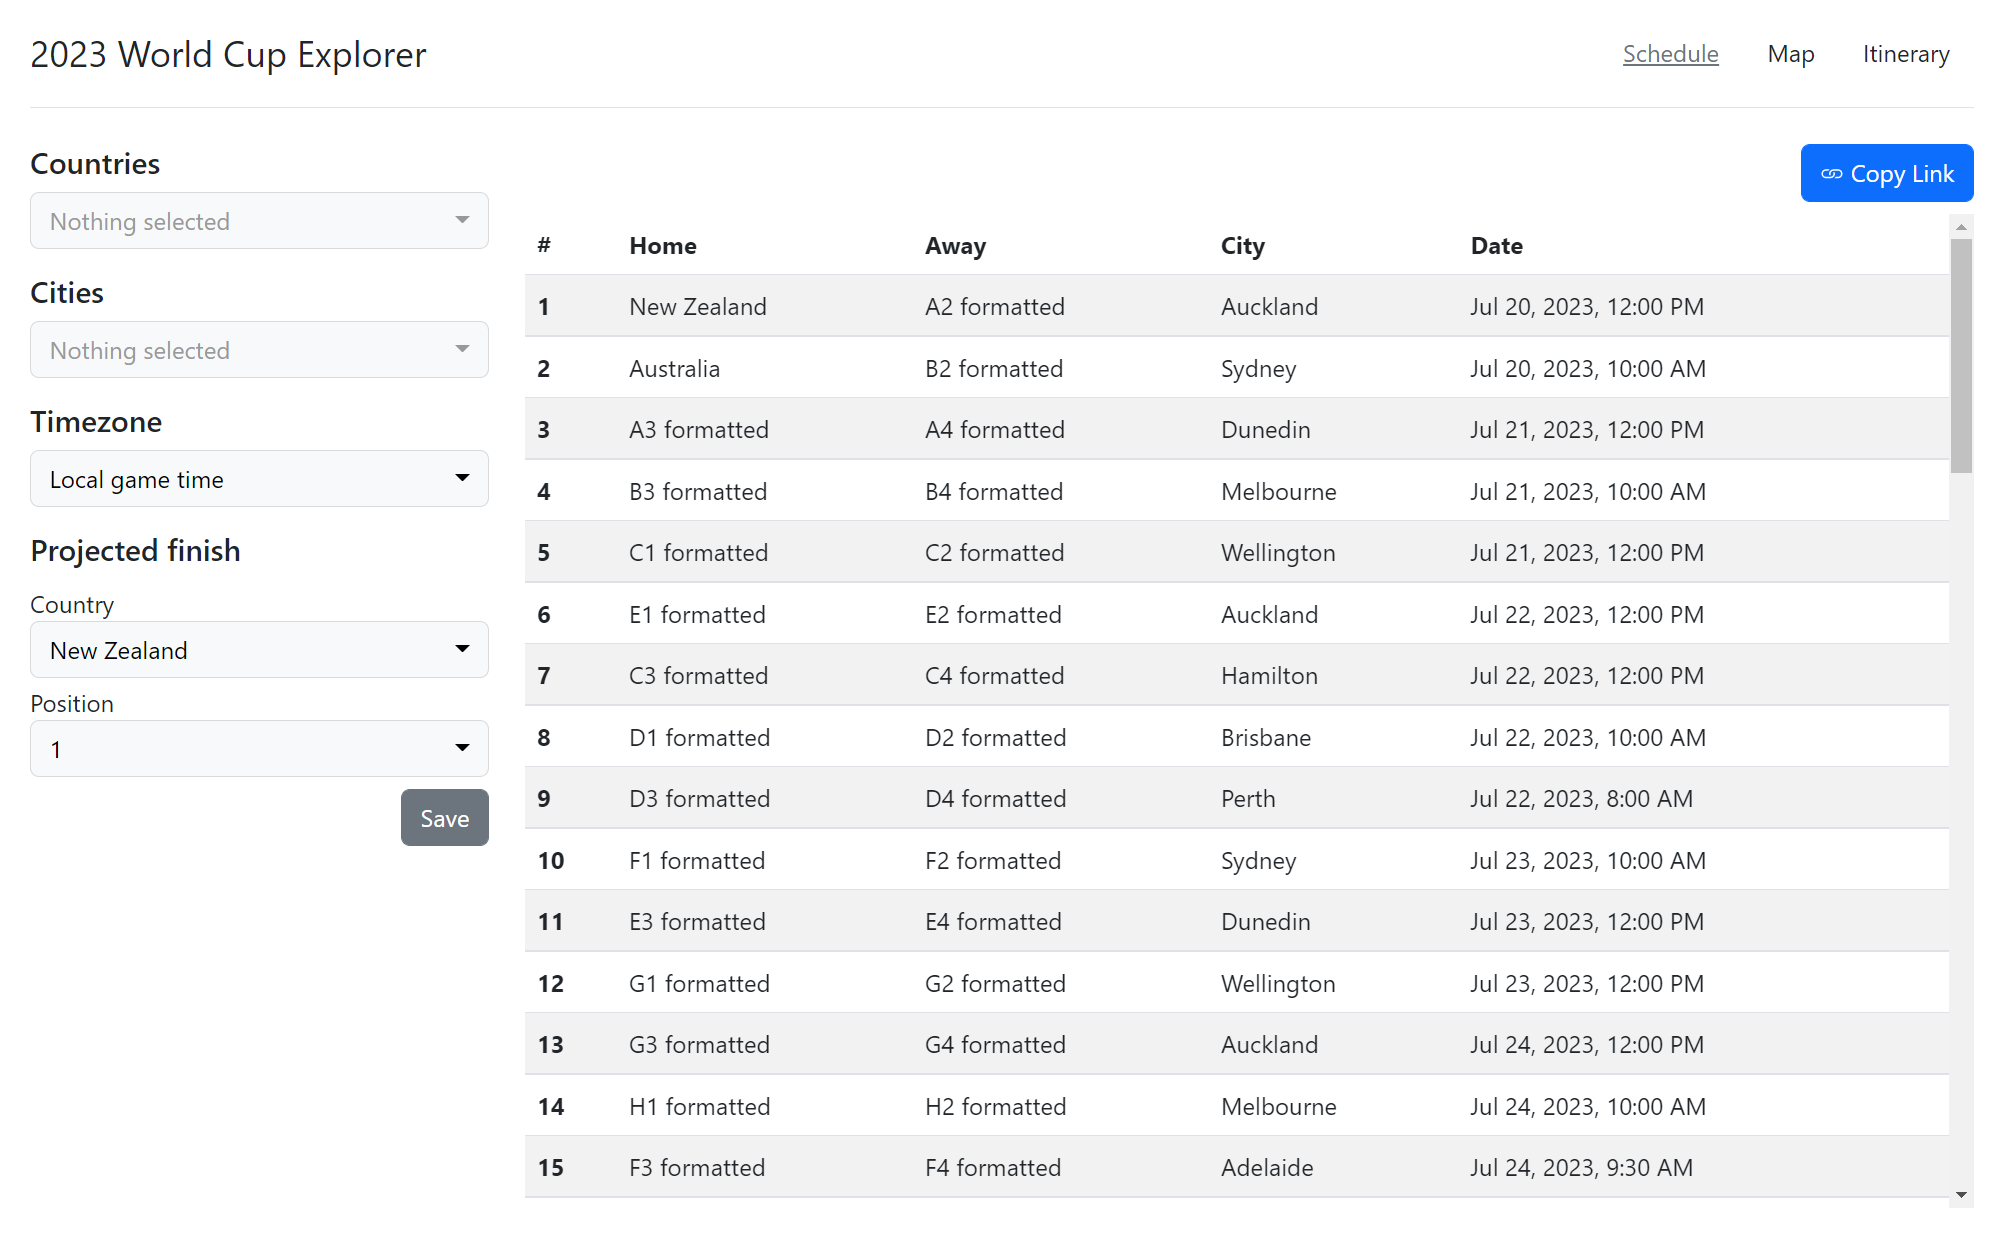 2023 World Cup Explorer
Schedule Map Itinerary
Countries
Nothing selected
Cities
Nothing selected
Timezone
Local game time
Projected finish
Country
New Zealand
Position
1
Save
Copy Link
# Home Away City Date
1 New Zealand A2 formatted Auckland Jul 20, 2023, 12:00 PM
2 Australia B2 formatted Sydney Jul 20, 2023, 10:00 AM
3 A3 formatted A4 formatted Dunedin Jul 21, 2023, 12:00 PM
4 B3 formatted B4 formatted Melbourne Jul 21, 2023, 10:00 AM
5 C1 formatted C2 formatted Wellington Jul 21, 2023, 12:00 PM
6 E1 formatted E2 formatted Auckland Jul 22, 2023, 12:00 PM
7 C3 formatted C4 formatted Hamilton Jul 22, 2023, 12:00 PM
8 D1 formatted D2 formatted Brisbane Jul 22, 2023, 10:00 AM
9 D3 formatted D4 formatted Perth Jul 22, 2023, 8:00 AM
10 F1 formatted F2 formatted Sydney Jul 23, 2023, 10:00 AM
11 E3 formatted E4 formatted Dunedin Jul 23, 2023, 12:00 PM
12 G1 formatted G2 formatted Wellington Jul 23, 2023, 12:00 PM
13 G3 formatted G4 formatted Auckland Jul 24, 2023, 12:00 PM
14 H1 formatted H2 formatted Melbourne Jul 24, 2023, 10:00 AM
15 F3 formatted F4 formatted Adelaide Jul 24, 2023, 9:30 AM